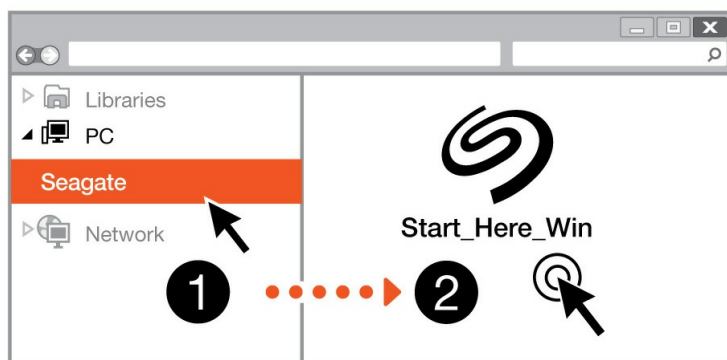 Libraries
PC
Seagate
Network
Start_Here_Win
1
2